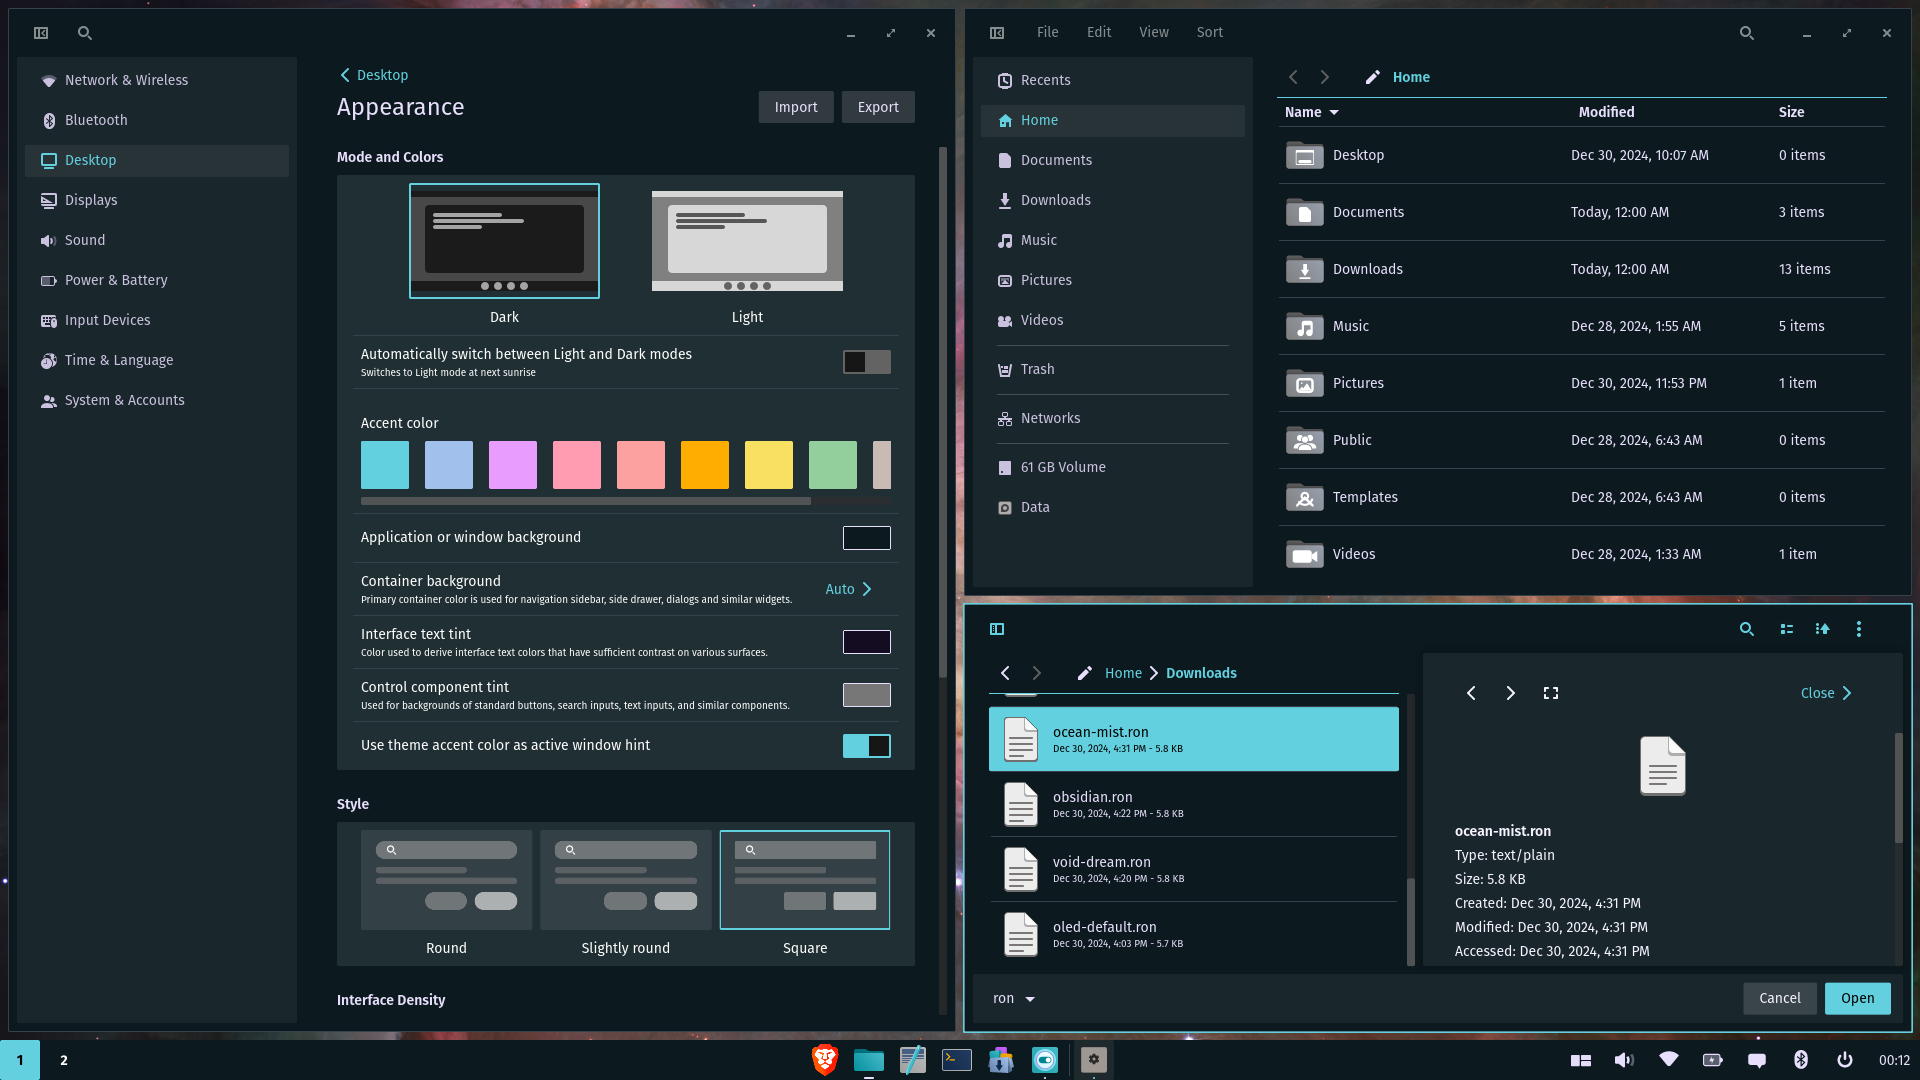 Network & Wireless
Bluetooth
Desktop
Displays
Sound
Power & Battery
Input Devices
Time & Language
System & Accounts
Desktop
Appearance
Import
Export
Mode and Colors
Dark
Light
Automatically switch between Light and Dark modes
Switches to Light mode at next sunrise
Accent color
Application or window background
Container background
Primary container color is used for navigation sidebar, side drawer, dialogs and similar widgets.
Auto
Interface text tint
Color used to derive interface text colors that have sufficient contrast on various surfaces.
Control component tint
Used for backgrounds of standard buttons, search inputs, text inputs, and similar components.
Use theme accent color as active window hint
Style
Round
Slightly round
Square
Interface Density
File
Edit
View
Sort
Recents
Home
Documents
Downloads
Music
Pictures
Videos
Trash
Networks
61 GB Volume
Data
Home
Name
Modified
Size
Desktop
Dec 30, 2024, 10:07 AM
0 items
Documents
Today, 12:00 AM
3 items
Downloads
Today, 12:00 AM
13 items
Music
Dec 28, 2024, 1:55 AM
5 items
Pictures
Dec 30, 2024, 11:53 PM
1 item
Public
Dec 28, 2024, 6:43 AM
0 items
Templates
Dec 28, 2024, 6:43 AM
0 items
Videos
Dec 28, 2024, 1:33 AM
1 item
Home
Downloads
ocean-mist.ron
Dec 30, 2024, 4:31 PM - 5.8 KB
obsidian.ron
Dec 30, 2024, 4:22 PM - 5.8 KB
void-dream.ron
Dec 30, 2024, 4:20 PM - 5.8 KB
oled-default.ron
Dec 30, 2024, 4:03 PM - 5.7 KB
Close
ocean-mist.ron
Type: text/plain
Size: 5.8 KB
Created: Dec 30, 2024, 4:31 PM
Modified: Dec 30, 2024, 4:31 PM
Accessed: Dec 30, 2024, 4:31 PM
ron
Cancel
Open
1
2
00:12